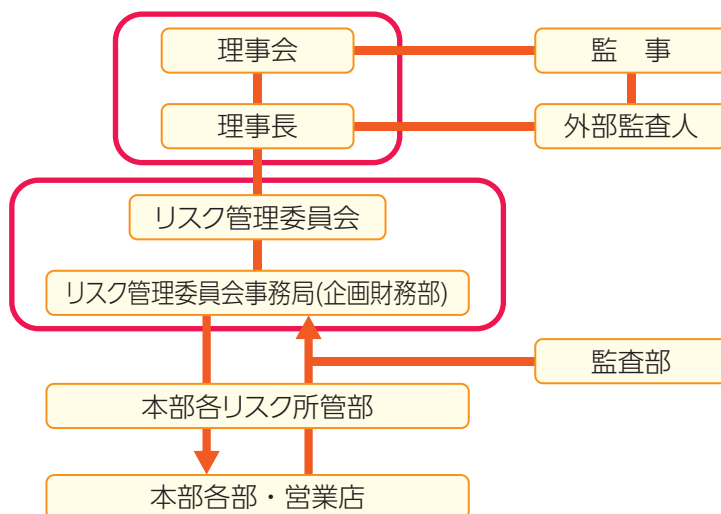 理事会
監　事
理事長
外部監査人
リスク管理委員会
リスク管理委員会事務局(企画財務部)
監査部
本部各リスク所管部
本部各部・営業店